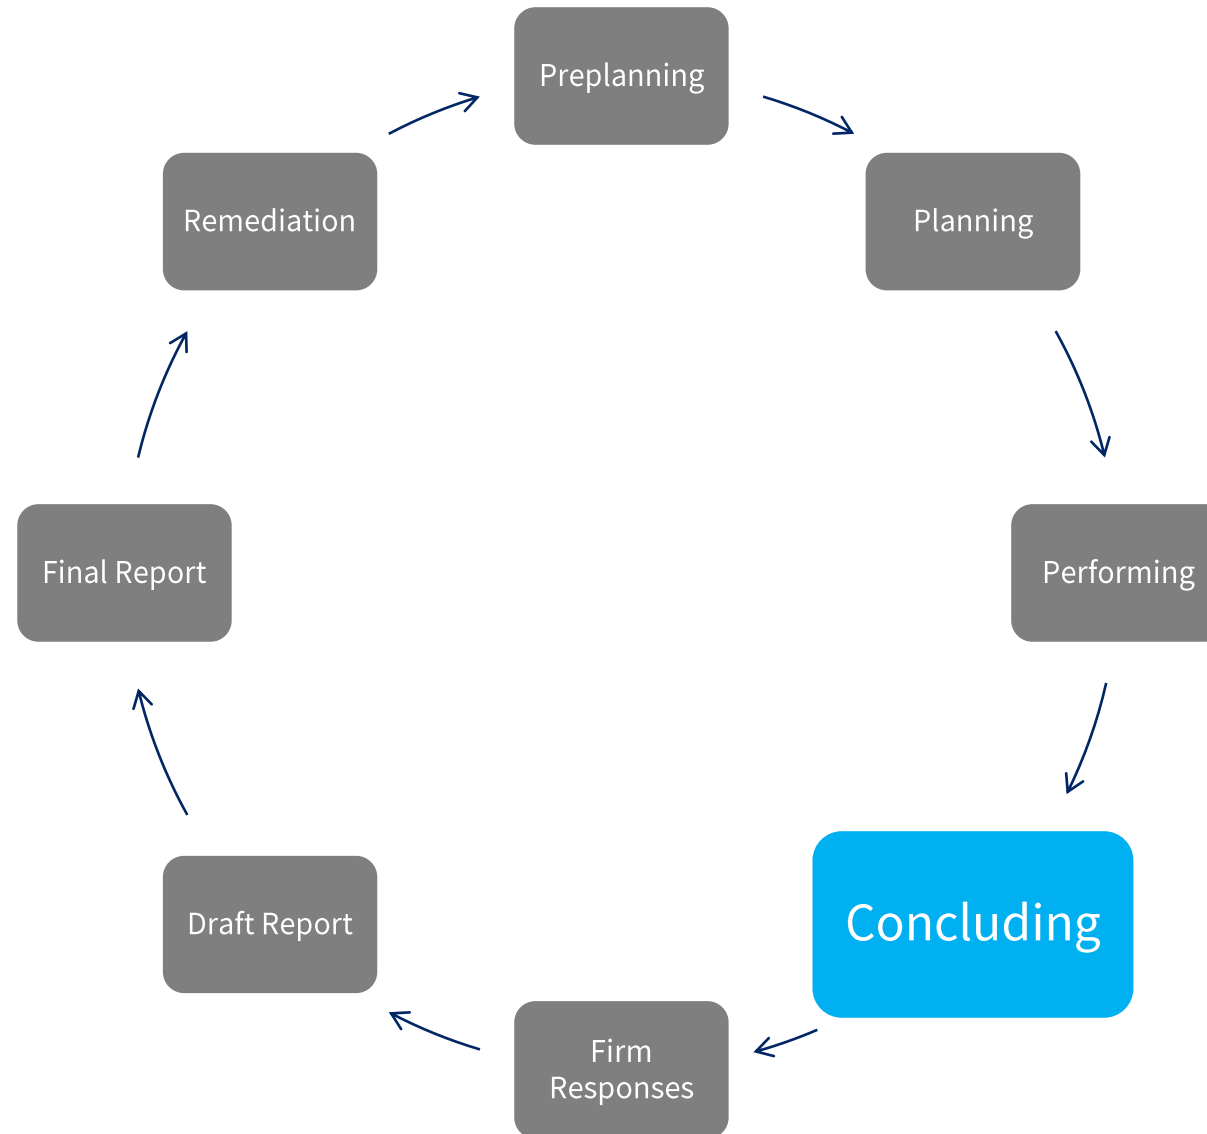 Preplanning
Planning
Performing
Concluding
Firm
Responses
Draft Report
Final Report
Remediation